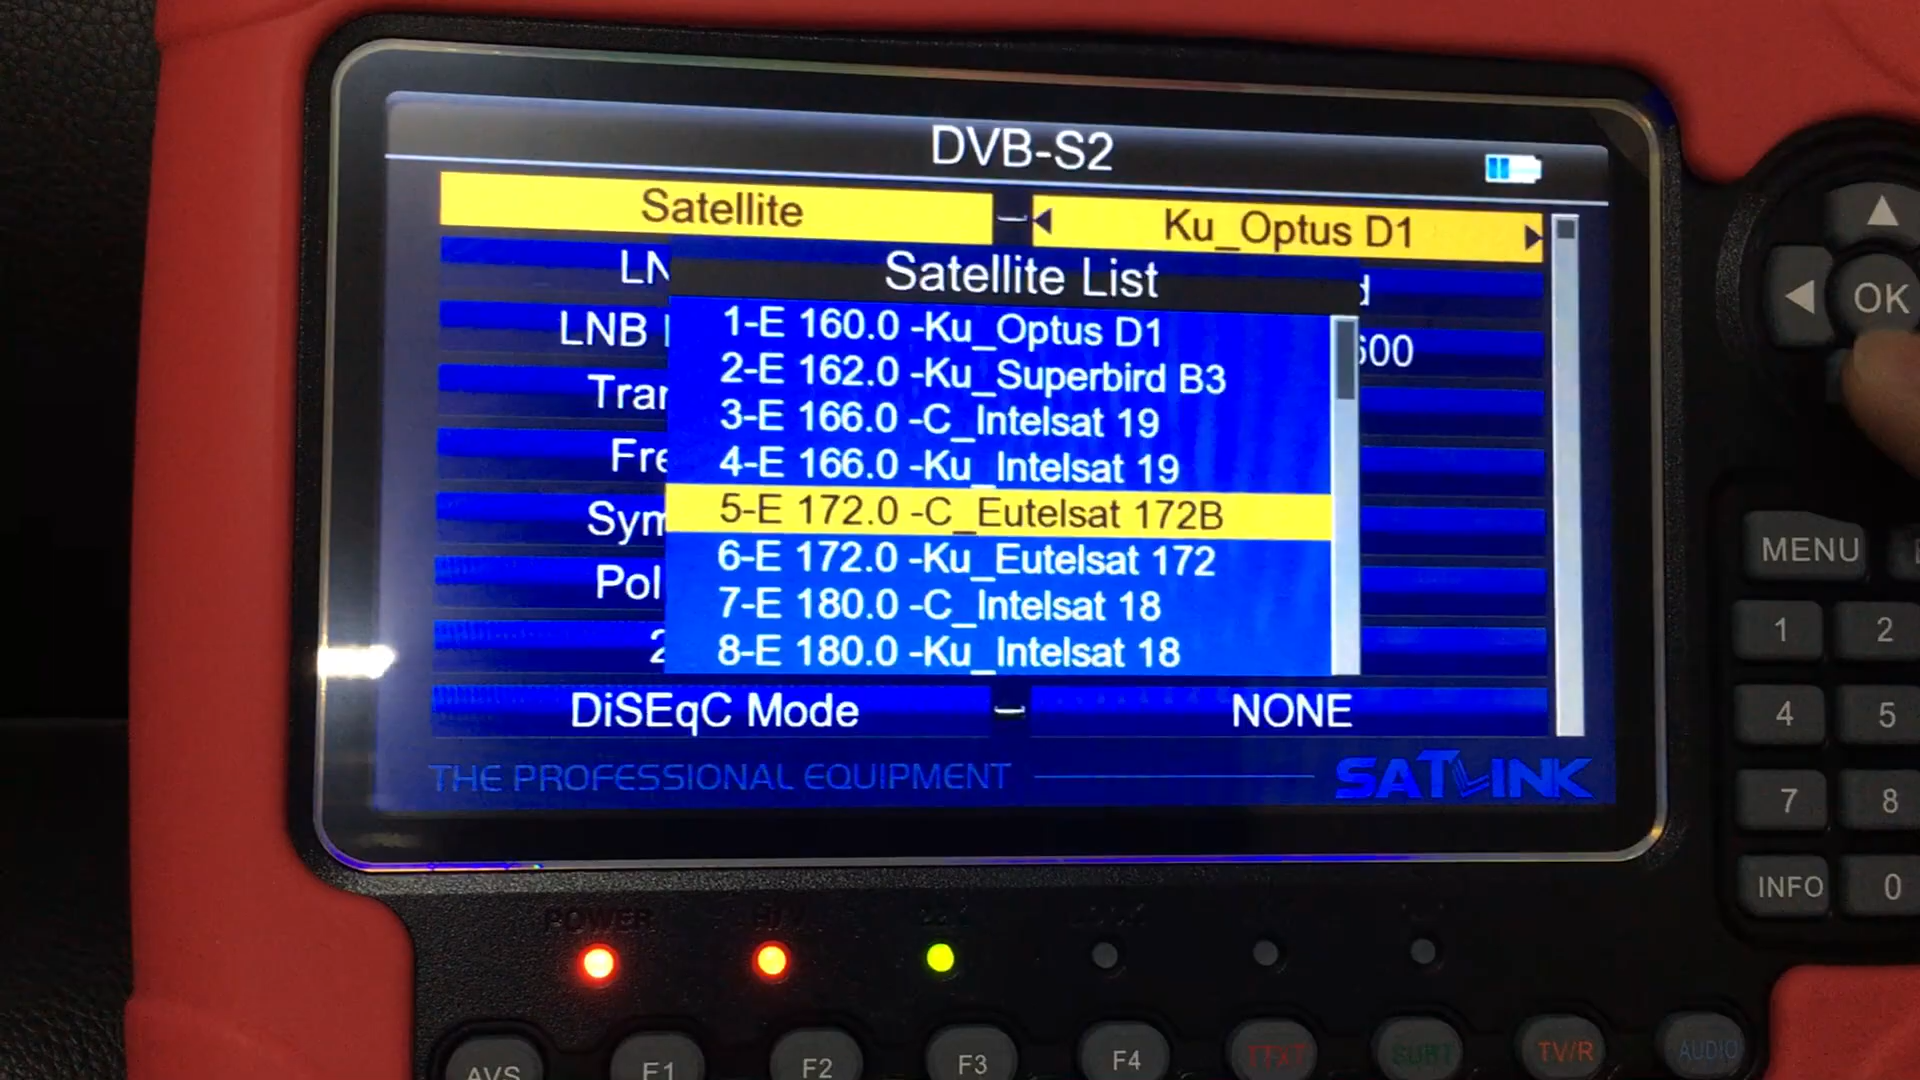 DVB-S2
Satellite
Ku_Optus D1
Satellite List
1-E 160.0 -Ku_Optus D1
2-E 162.0 -Ku_Superbird B3
3-E 166.0 -C_Intelsat 19
4-E 166.0 -Ku_Intelsat 19
5-E 172.0 -C_Eutelsat 172B
6-E 172.0 -Ku_Eutelsat 172
7-E 180.0 -C_Intelsat 18
8-E 180.0 -Ku_Intelsat 18
LNB
600
DiSEqC Mode
NONE
THE PROFESSIONAL EQUIPMENT
SATLINK
OK
MENU
1 2
4 5
7 8
INFO 0
POWER
AVS F1 F2 F3 F4 TTXT SUBT TV/R AUDIO